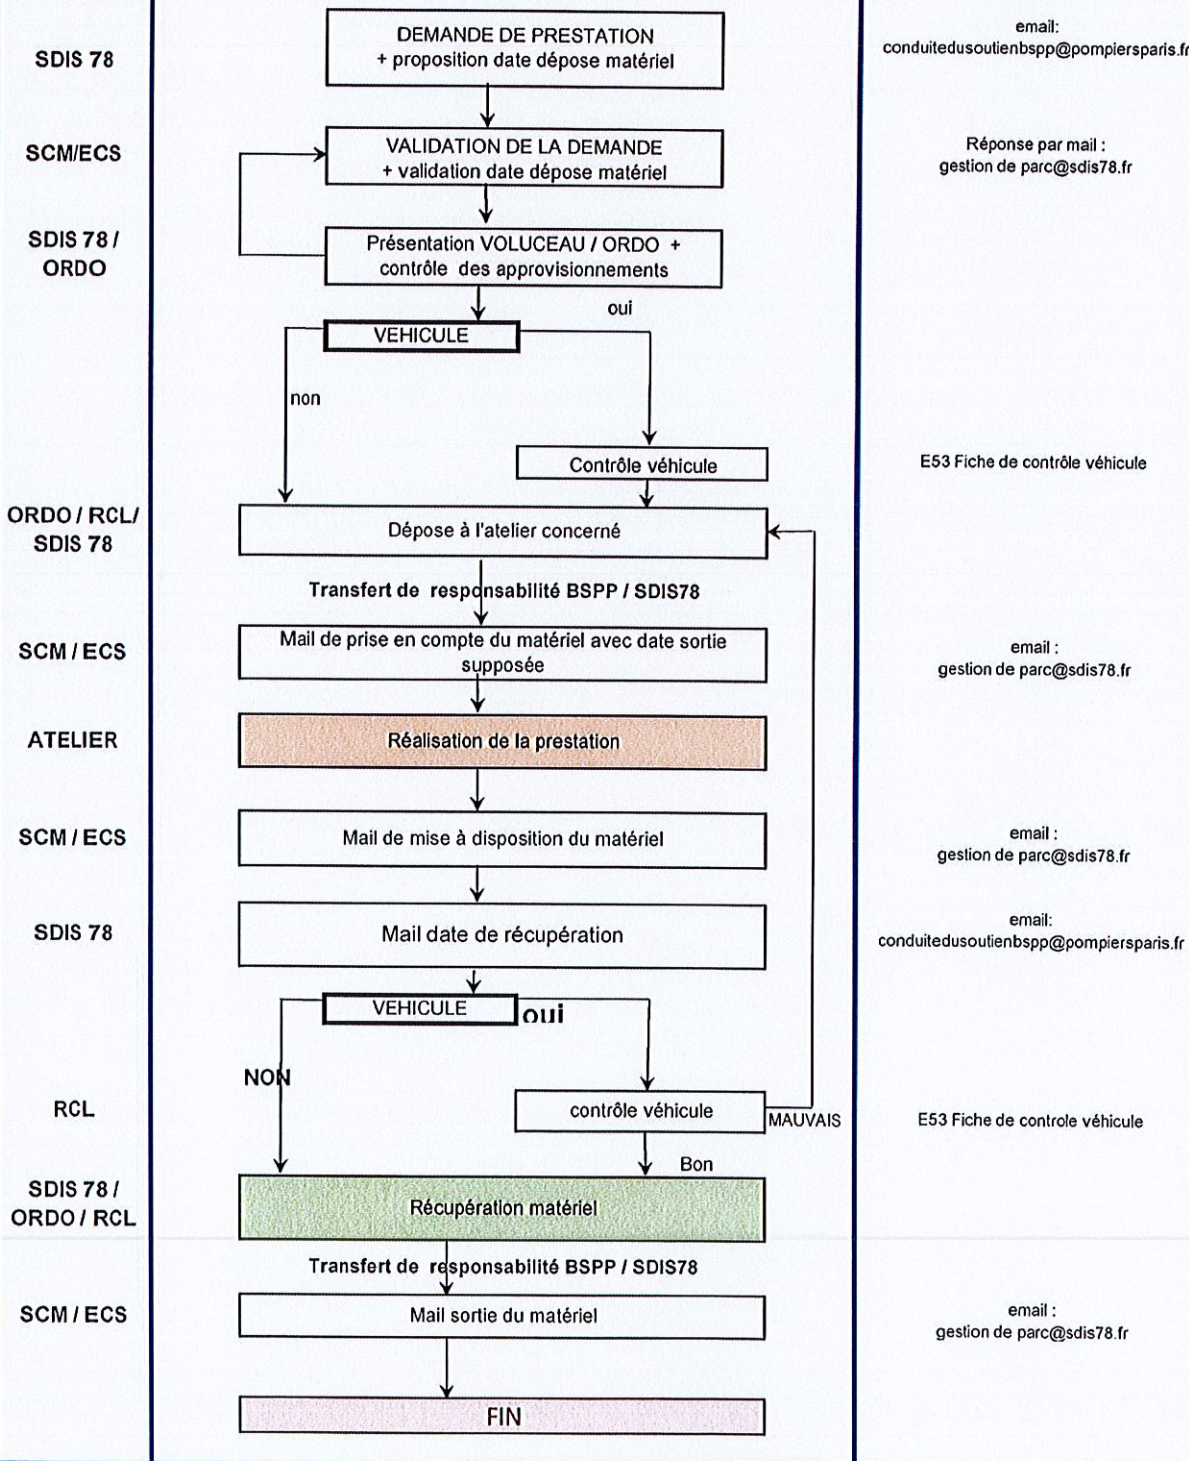 SDIS 78
DEMANDE DE PRESTATION
+ proposition date dépose matériel
email:
conduitedusoutienbspp@pompiersparis.fr
SCM/ECS
VALIDATION DE LA DEMANDE
+ validation date dépose matériel
Réponse par mail :
gestion de parc@sdis78.fr
SDIS 78 /
ORDO
Présentation VOLUCEAU / ORDO +
contrôle des approvisionnements
oui
VEHICULE
non
Contrôle véhicule
E53 Fiche de contrôle véhicule
ORDO / RCL/
SDIS 78
Dépose à l'atelier concerné
Transfert de responsabilité BSPP / SDIS78
SCM / ECS
Mail de prise en compte du matériel avec date sortie
supposée
email :
gestion de parc@sdis78.fr
ATELIER
Réalisation de la prestation
SCM / ECS
Mail de mise à disposition du matériel
email :
gestion de parc@sdis78.fr
SDIS 78
Mail date de récupération
email:
conduitedusoutienbspp@pompiersparis.fr
VEHICULE
oui
NON
RCL
contrôle véhicule
MAUVAIS
E53 Fiche de controle véhicule
Bon
SDIS 78 /
ORDO / RCL
Récupération matériel
Transfert de responsabilité BSPP / SDIS78
SCM / ECS
Mail sortie du matériel
email :
gestion de parc@sdis78.fr
FIN